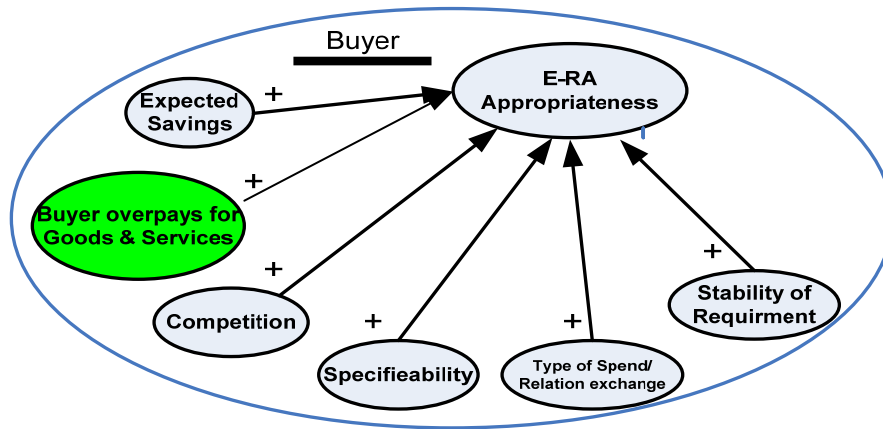 Buyer
E-RA
Appropriateness
Expected
Savings
+
+
Buyer overpays for
Goods & Services
+
Competition
+
Specifieability
+
Type of Spend/
Relation exchange
+
Stability of
Requirment